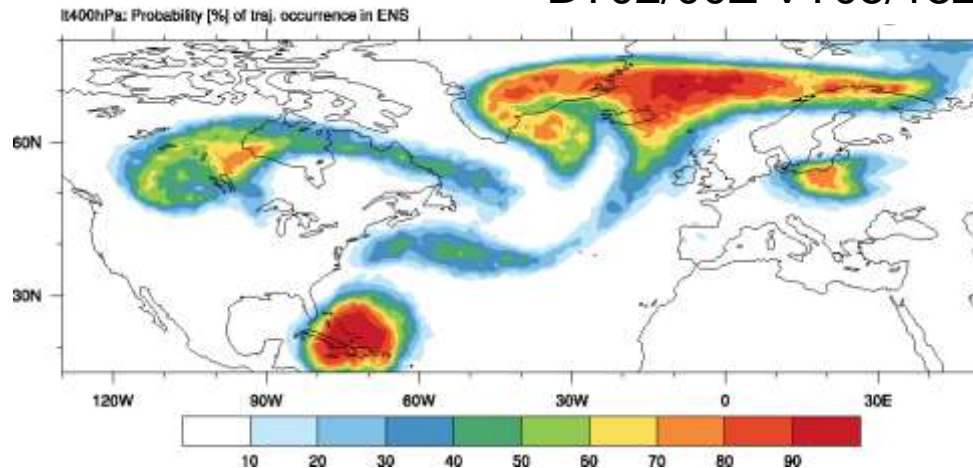 lt400hPa: Probability [%] of traj. occurrence in ENS
60N
30N
120W 90W 60W 30W 0 30E
10 20 30 40 50 60 70 80 90